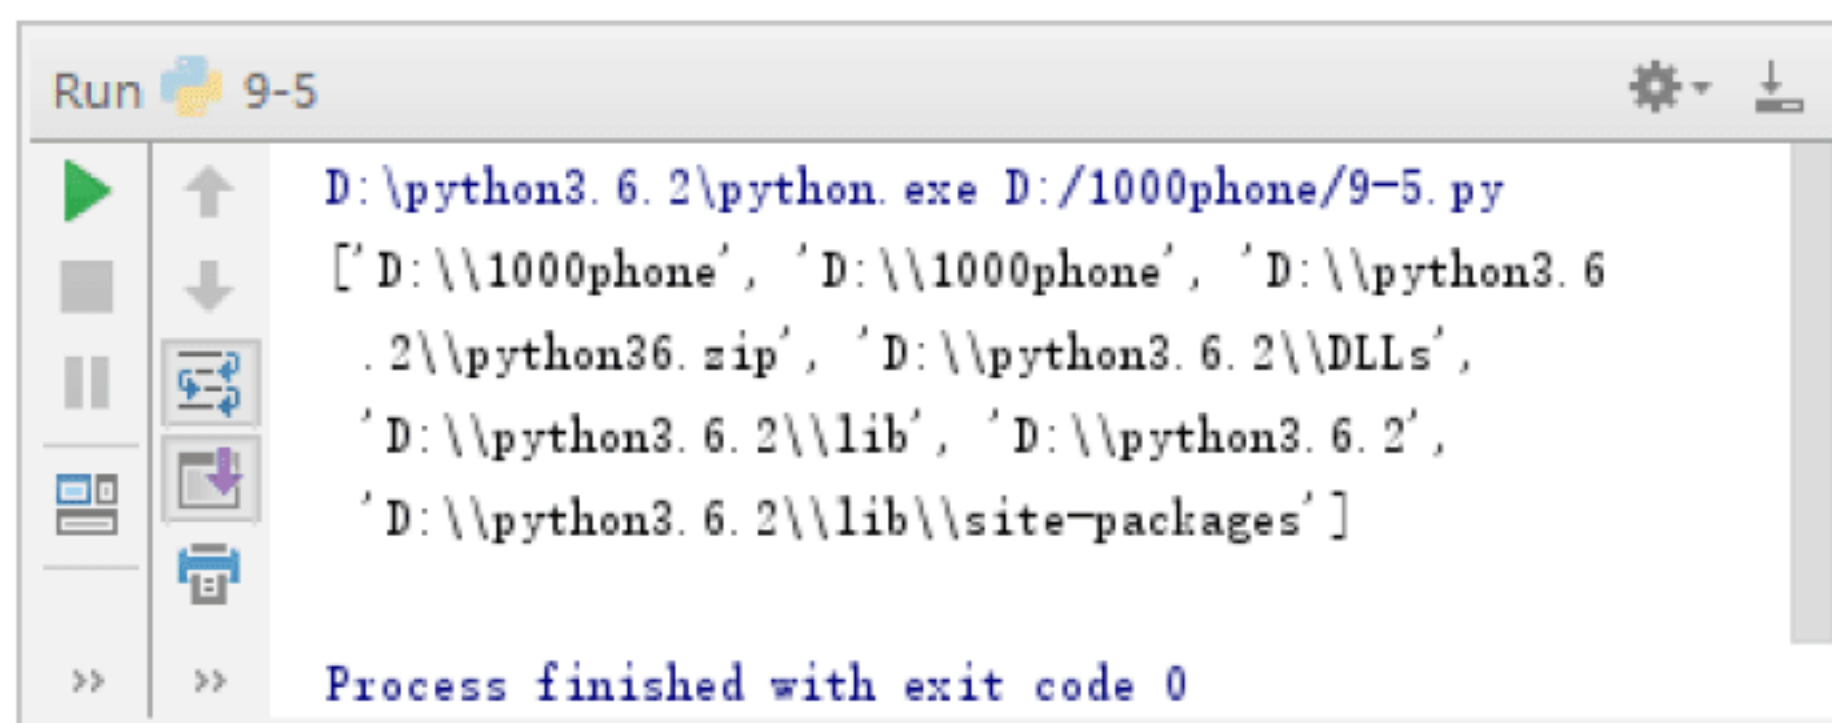 Run 9-5
D:\python3.6.2\python.exe D:/1000phone/9-5.py
['D:\\1000phone', 'D:\\1000phone', 'D:\\python3.6
.2\\python36.zip', 'D:\\python3.6.2\\DLLs',
'D:\\python3.6.2\\lib', 'D:\\python3.6.2',
'D:\\python3.6.2\\lib\\site-packages']
Process finished with exit code 0